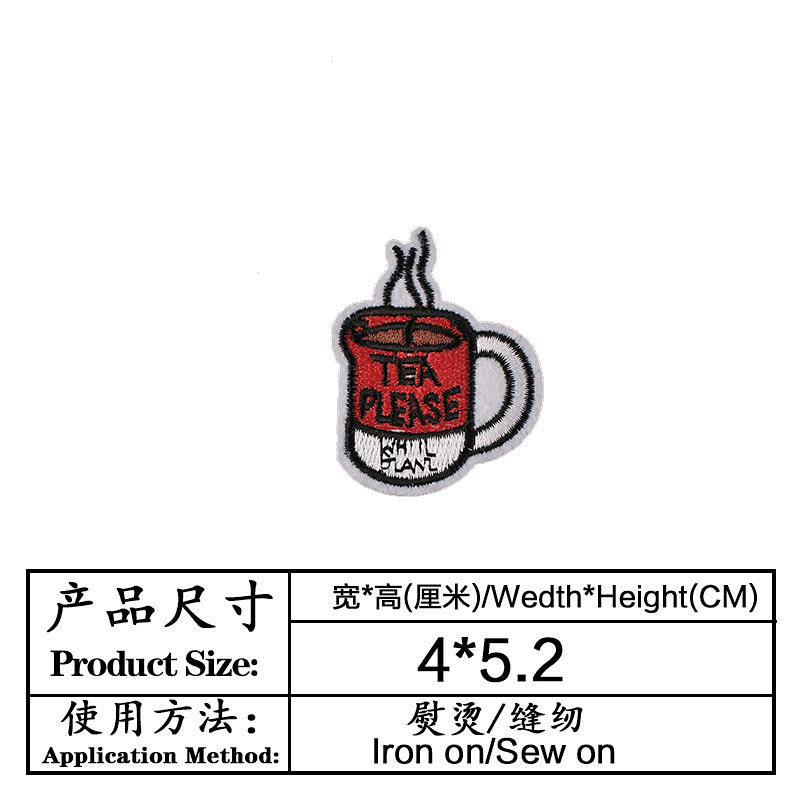 TEA
PLEASE
产品尺寸
Product Size:
宽*高(厘米)/Wedth*Height(CM)
4*5.2
使用方法：
Application Method:
熨烫/缝纫
Iron on/Sew on